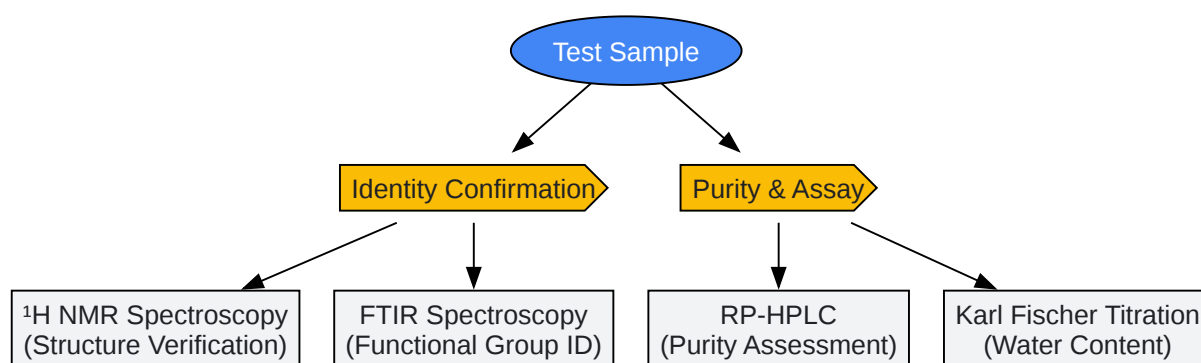 Test Sample
Identity Confirmation
Purity & Assay
¹H NMR Spectroscopy
(Structure Verification)
FTIR Spectroscopy
(Functional Group ID)
RP-HPLC
(Purity Assessment)
Karl Fischer Titration
(Water Content)